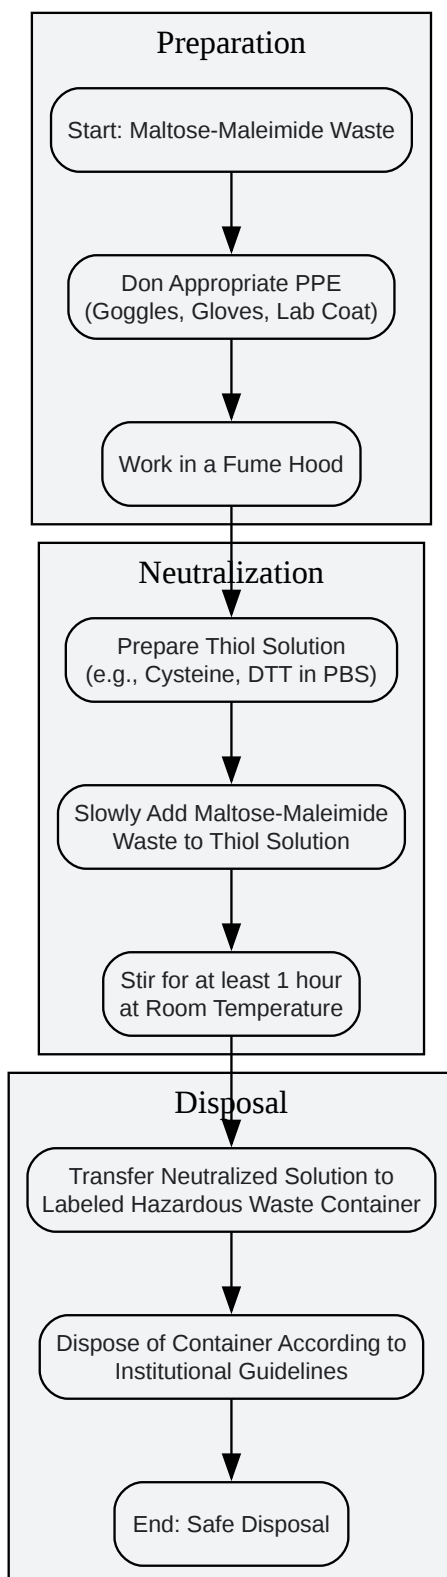 Preparation
Start: Maltose-Maleimide Waste
Don Appropriate PPE
(Goggles, Gloves, Lab Coat)
Work in a Fume Hood
Neutralization
Prepare Thiol Solution
(e.g., Cysteine, DTT in PBS)
Slowly Add Maltose-Maleimide
Waste to Thiol Solution
Stir for at least 1 hour
at Room Temperature
Disposal
Transfer Neutralized Solution to
Labeled Hazardous Waste Container
Dispose of Container According to
Institutional Guidelines
End: Safe Disposal